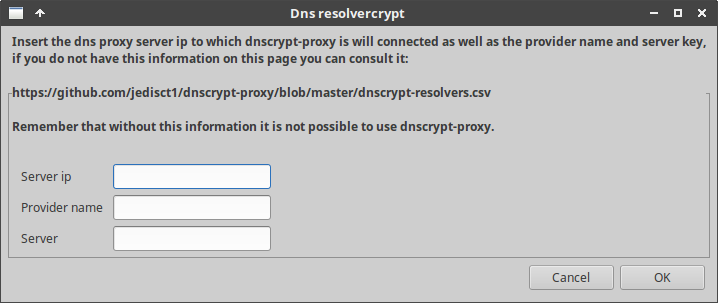 Dns resolvercrypt
Insert the dns proxy server ip to which dnscrypt-proxy is will connected as well as the provider name and server key,
if you do not have this information on this page you can consult it:
https://github.com/jedisct1/dnscrypt-proxy/blob/master/dnscrypt-resolvers.csv
Remember that without this information it is not possible to use dnscrypt-proxy.
Server ip
Provider name
Server
Cancel OK